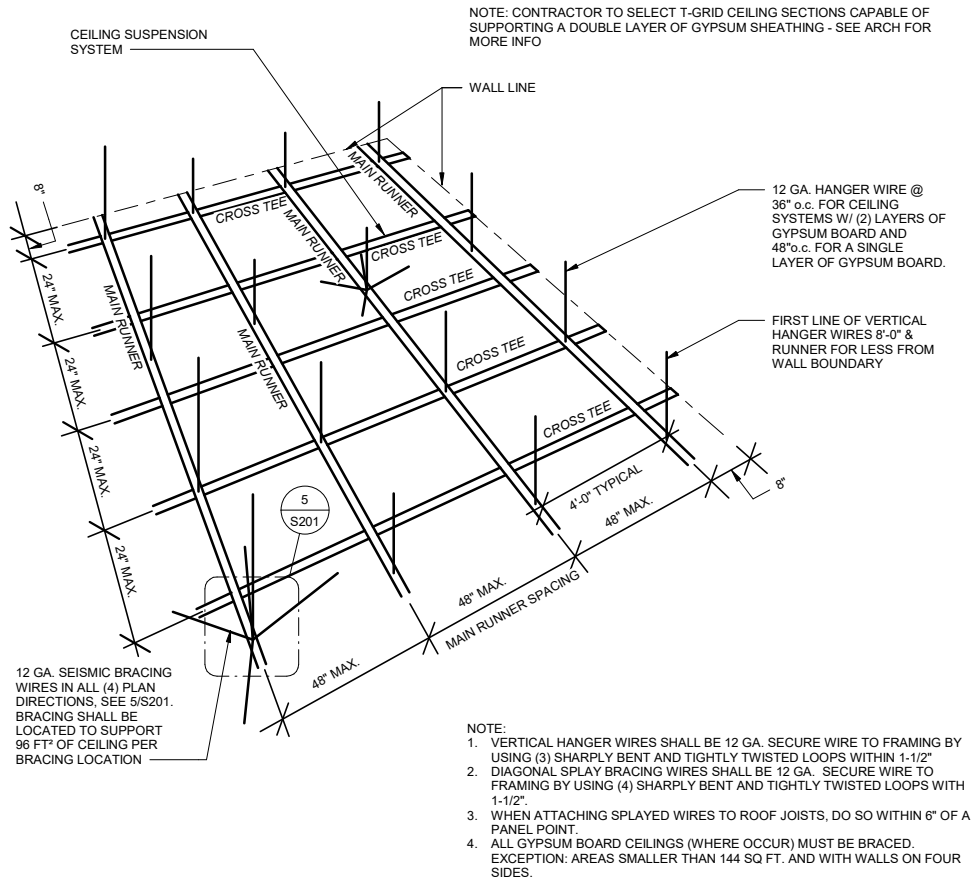 NOTE: CONTRACTOR TO SELECT T-GRID CEILING SECTIONS CAPABLE OF
SUPPORTING A DOUBLE LAYER OF GYPSUM SHEATHING - SEE ARCH FOR
MORE INFO
CEILING SUSPENSION
SYSTEM
WALL LINE
12 GA. HANGER WIRE @
36" o.c. FOR CEILING
SYSTEMS W/ (2) LAYERS OF
GYPSUM BOARD AND
48"o.c. FOR A SINGLE
LAYER OF GYPSUM BOARD.
FIRST LINE OF VERTICAL
HANGER WIRES 8'-0" &
RUNNER FOR LESS FROM
WALL BOUNDARY
8"
24" MAX.
24" MAX.
24" MAX.
24" MAX.
MAIN RUNNER
MAIN RUNNER
MAIN RUNNER
MAIN RUNNER
CROSS TEE
CROSS TEE
CROSS TEE
CROSS TEE
CROSS TEE
4'-0" TYPICAL
8"
48" MAX.
48" MAX.
48" MAX.
MAIN RUNNER SPACING
5
S201
12 GA. SEISMIC BRACING
WIRES IN ALL (4) PLAN
DIRECTIONS, SEE 5/S201.
BRACING SHALL BE
LOCATED TO SUPPORT
96 FT² OF CEILING PER
BRACING LOCATION
NOTE:
1. VERTICAL HANGER WIRES SHALL BE 12 GA. SECURE WIRE TO FRAMING BY
USING (3) SHARPLY BENT AND TIGHTLY TWISTED LOOPS WITHIN 1-1/2"
2. DIAGONAL SPLAY BRACING WIRES SHALL BE 12 GA. SECURE WIRE TO
FRAMING BY USING (4) SHARPLY BENT AND TIGHTLY TWISTED LOOPS WITH
1-1/2".
3. WHEN ATTACHING SPLAYED WIRES TO ROOF JOISTS, DO SO WITHIN 6" OF A
PANEL POINT.
4. ALL GYPSUM BOARD CEILINGS (WHERE OCCUR) MUST BE BRACED.
EXCEPTION: AREAS SMALLER THAN 144 SQ FT. AND WITH WALLS ON FOUR
SIDES.